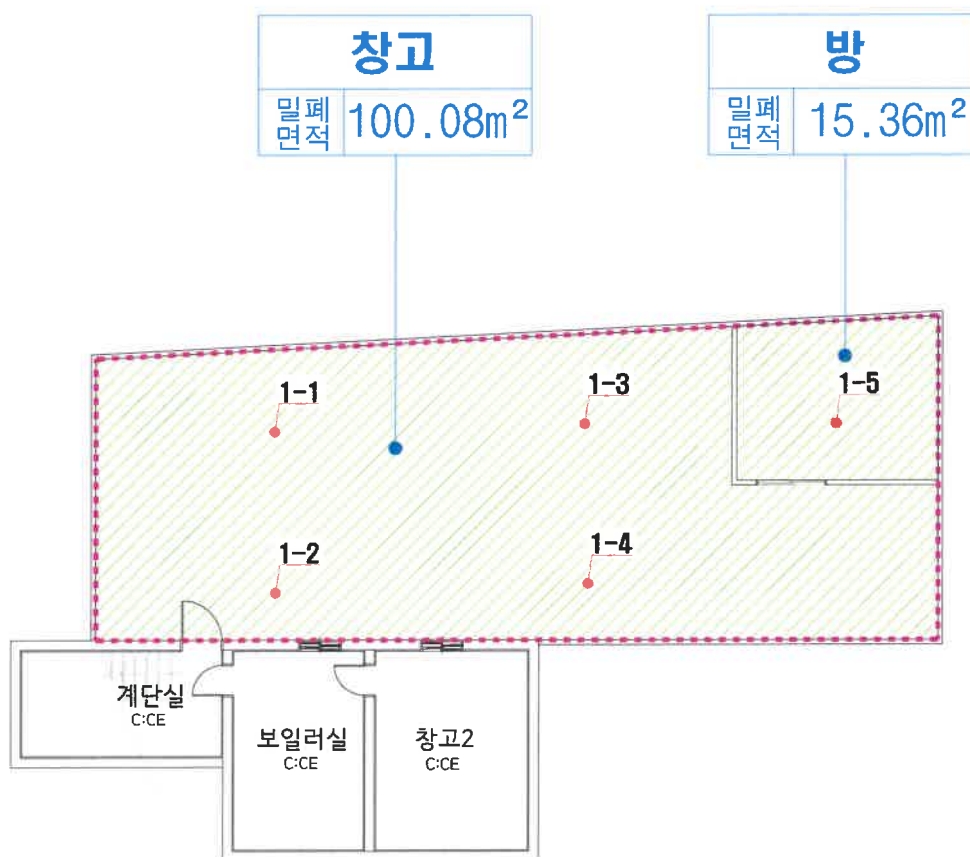 창고
밀폐
면적
100.08m²
방
밀폐
면적
15.36m²
1-1
1-3
1-5
1-2
1-4
계단실
C:CE
보일러실
C:CE
창고2
C:CE